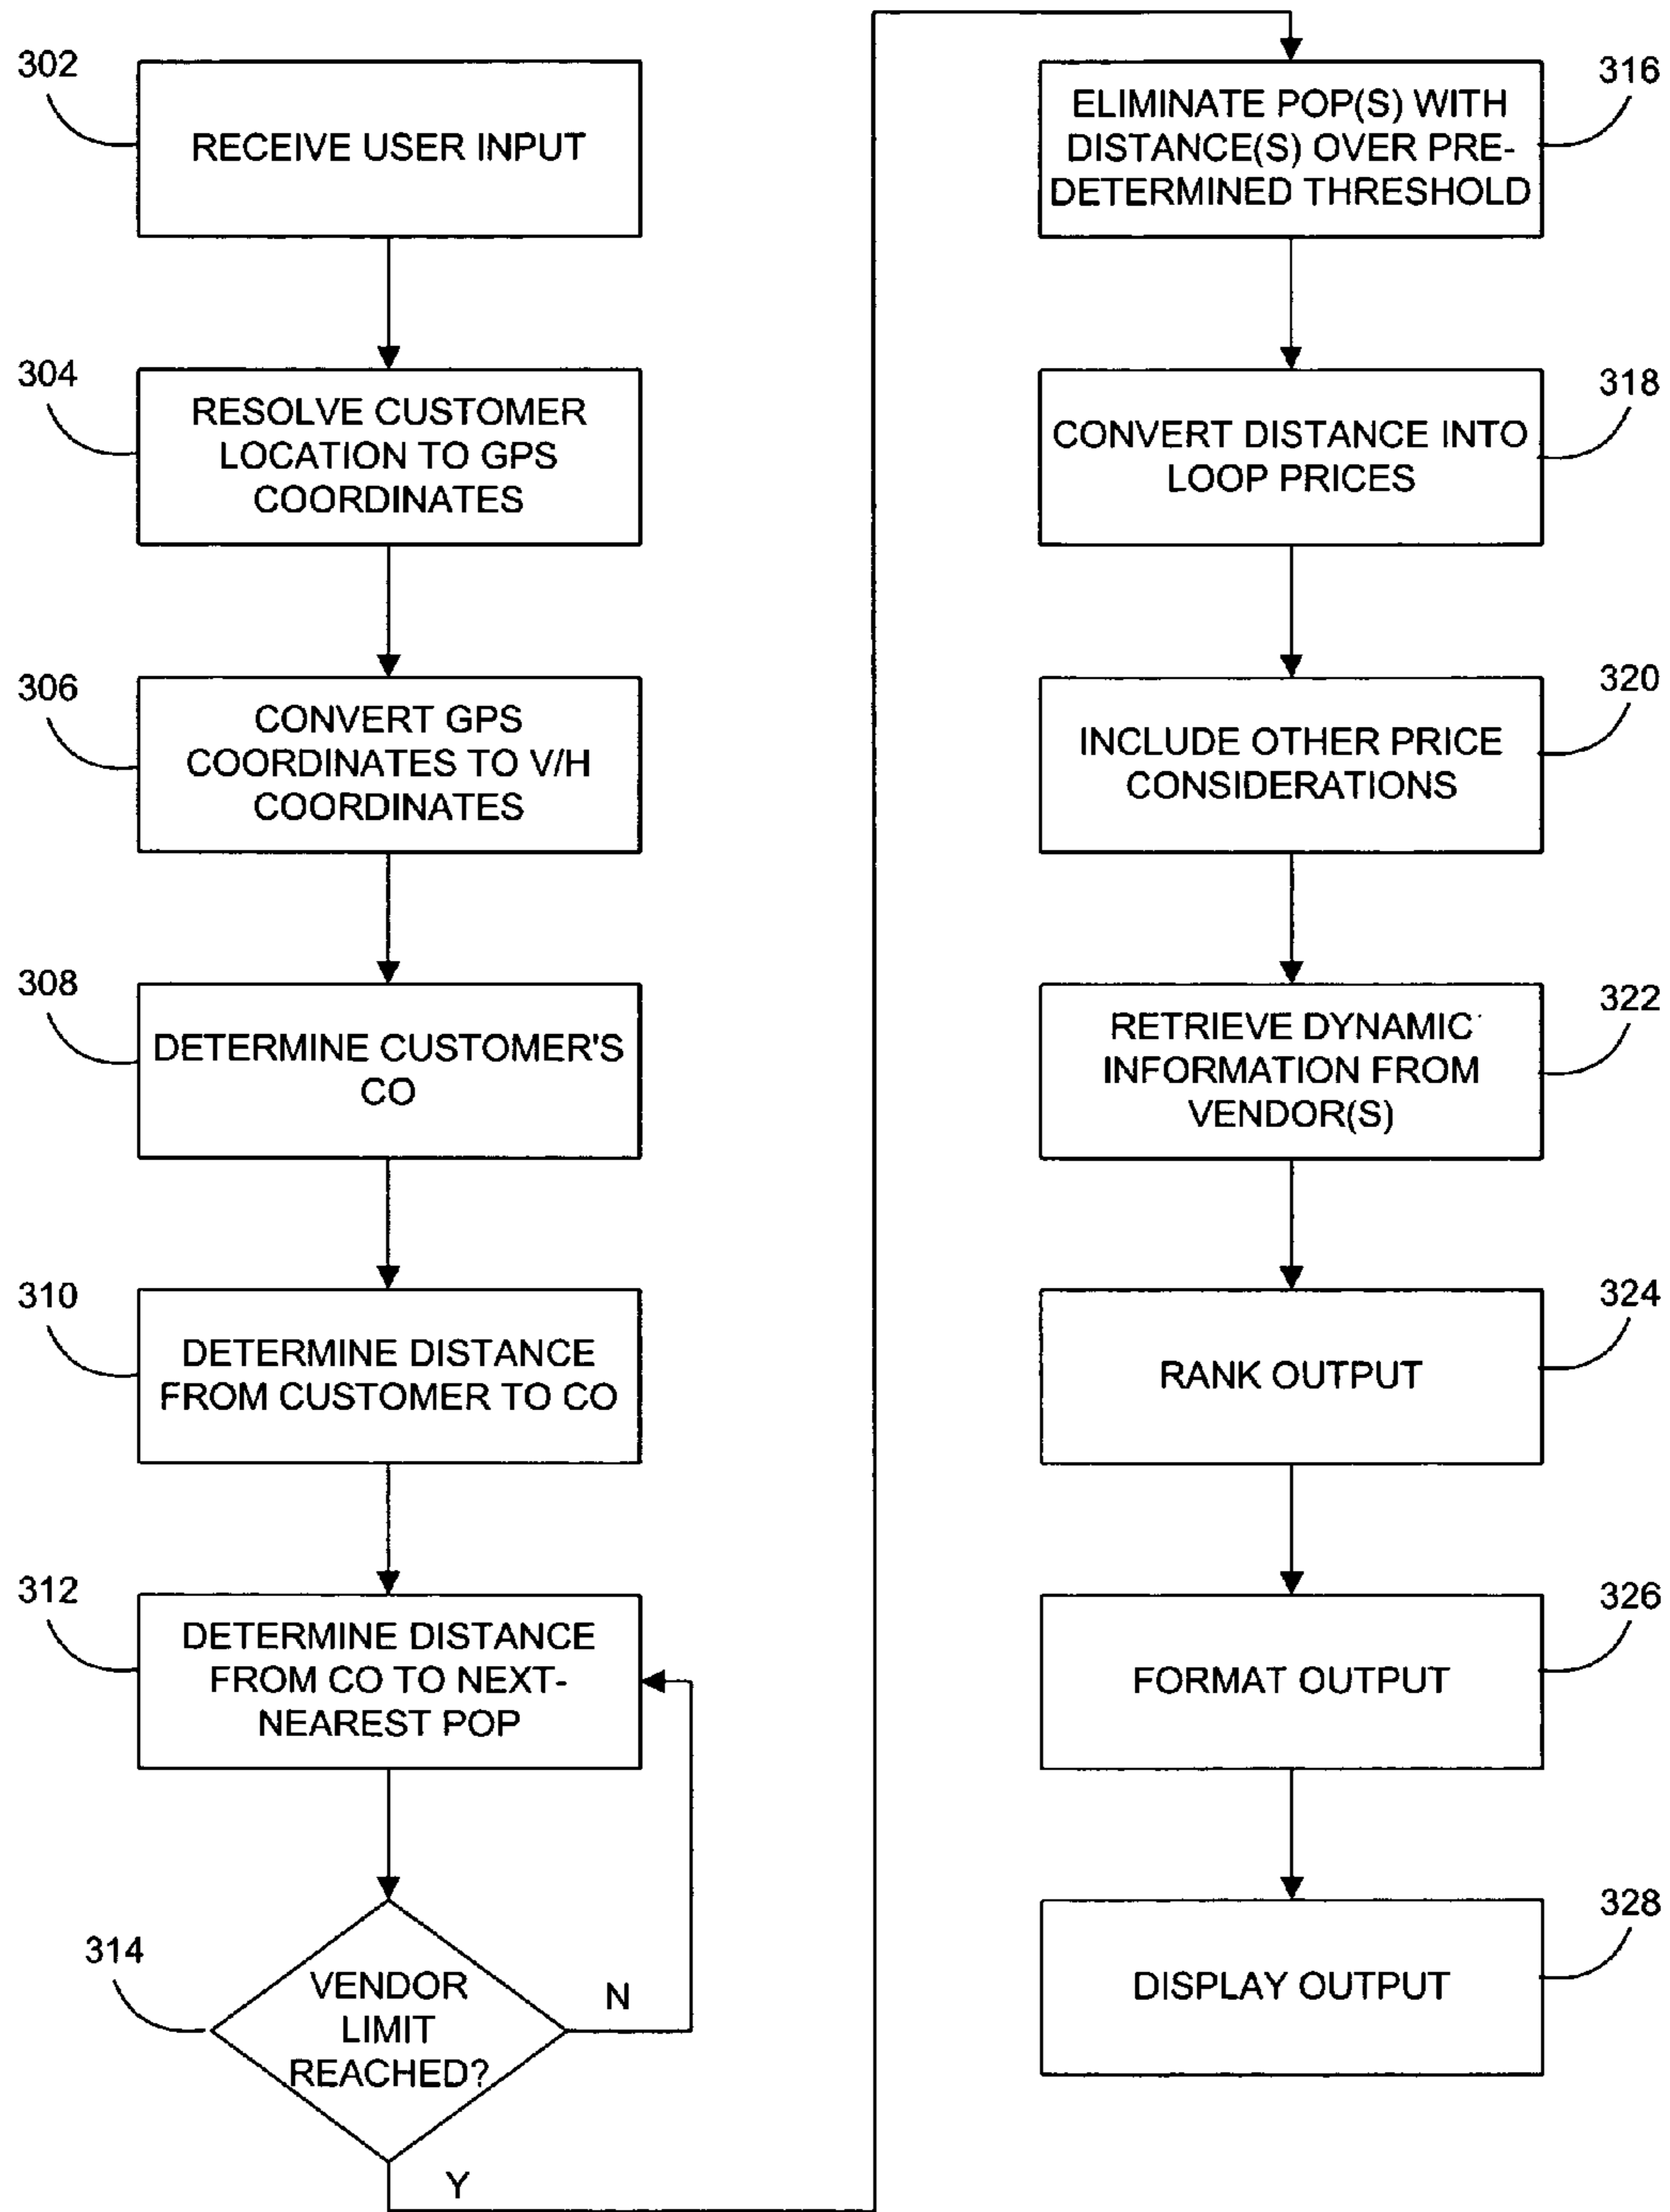 302
RECEIVE USER INPUT
304
RESOLVE CUSTOMER
LOCATION TO GPS
COORDINATES
306
CONVERT GPS
COORDINATES TO V/H
COORDINATES
308
DETERMINE CUSTOMER'S
CO
310
DETERMINE DISTANCE
FROM CUSTOMER TO CO
312
DETERMINE DISTANCE
FROM CO TO NEXT-
NEAREST POP
314
VENDOR
LIMIT
REACHED?
N
Y
316
ELIMINATE POP(S) WITH
DISTANCE(S) OVER PRE-
DETERMINED THRESHOLD
318
CONVERT DISTANCE INTO
LOOP PRICES
320
INCLUDE OTHER PRICE
CONSIDERATIONS
322
RETRIEVE DYNAMIC
INFORMATION FROM
VENDOR(S)
324
RANK OUTPUT
326
FORMAT OUTPUT
328
DISPLAY OUTPUT